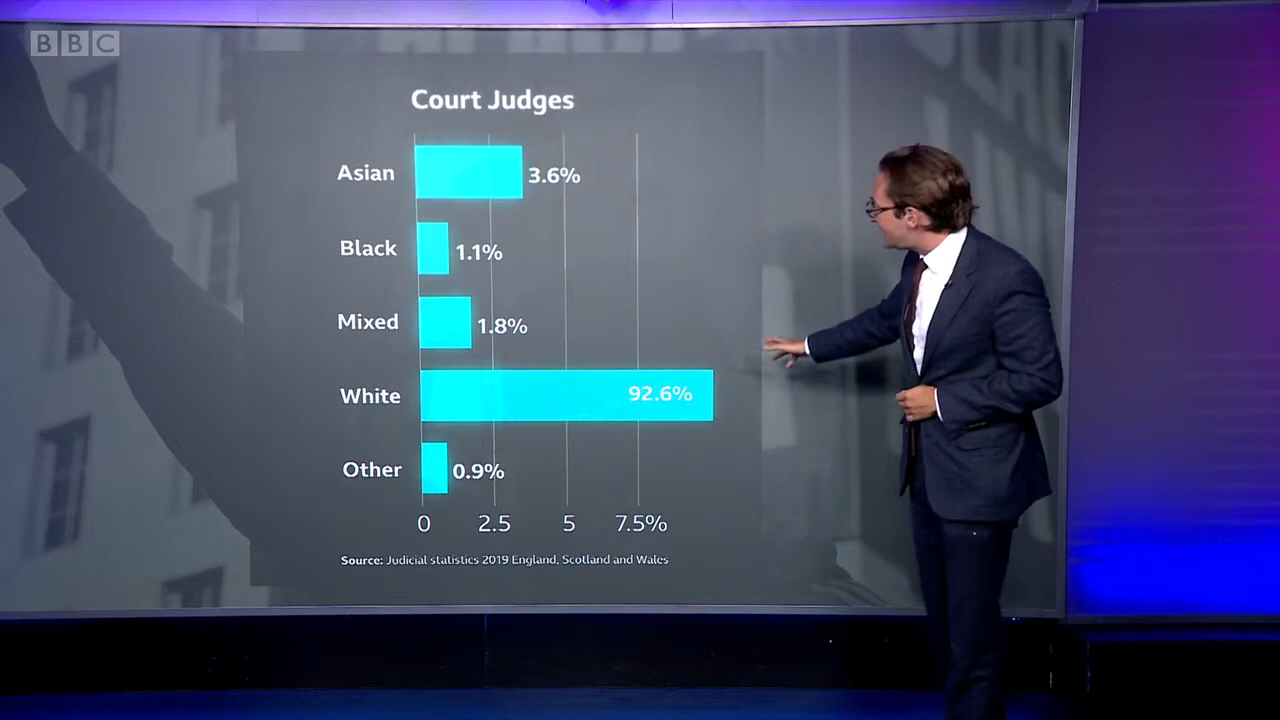 BBC
Court Judges
Asian 3.6%
Black 1.1%
Mixed 1.8%
White 92.6%
Other 0.9%
0 2.5 5 7.5%
Source: Judicial statistics 2019 England, Scotland and Wales